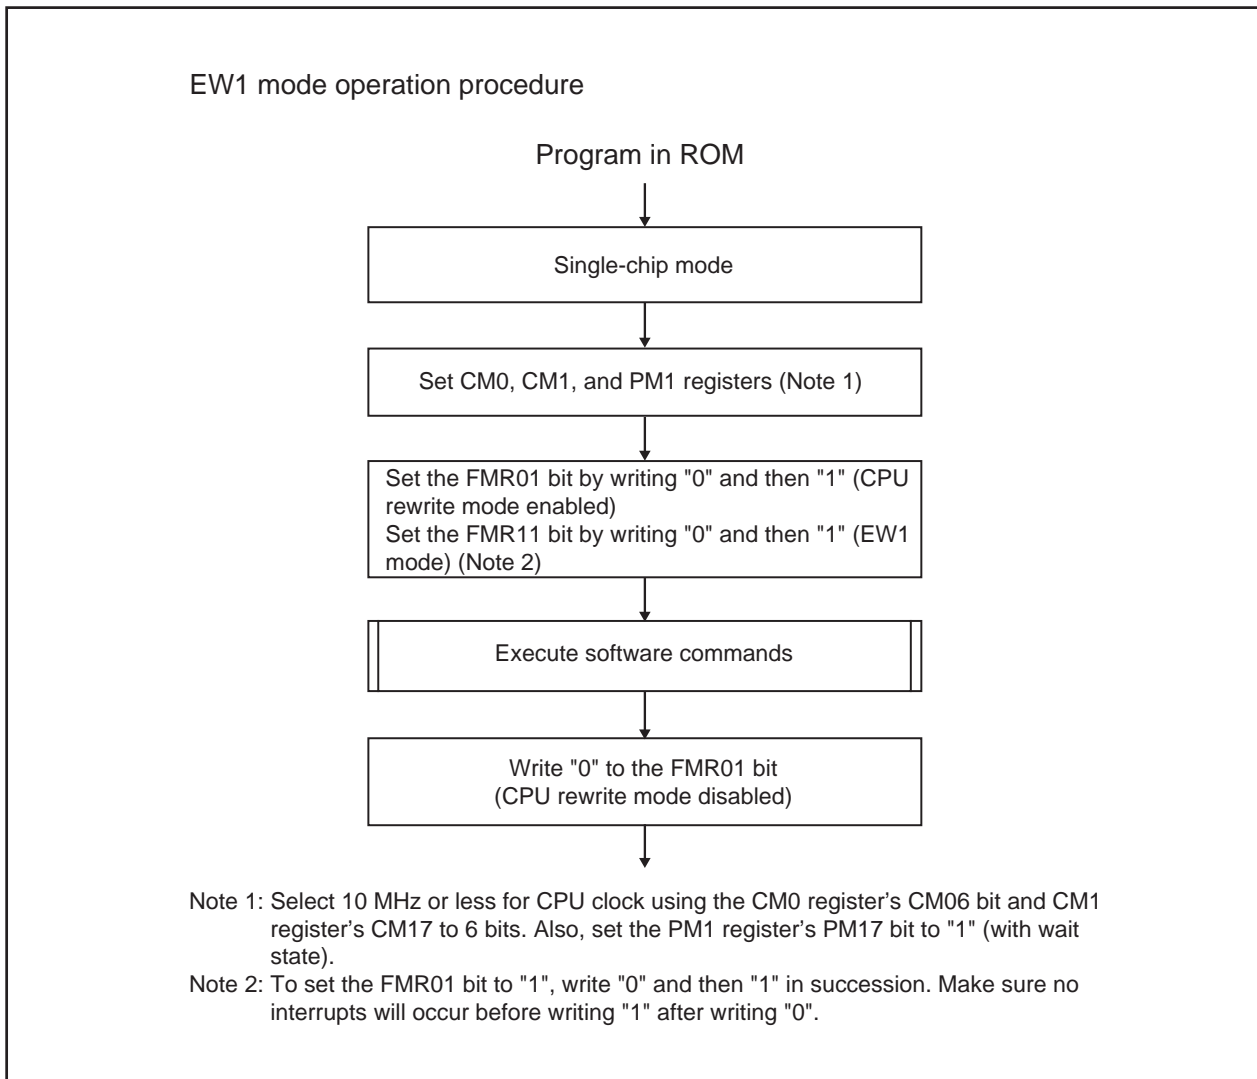 EW1 mode operation procedure
Program in ROM
Single-chip mode
Set CM0, CM1, and PM1 registers (Note 1)
Set the FMR01 bit by writing "0" and then "1" (CPU
rewrite mode enabled)
Set the FMR11 bit by writing "0" and then "1" (EW1
mode) (Note 2)
Execute software commands
Write "0" to the FMR01 bit
(CPU rewrite mode disabled)
Note 1: Select 10 MHz or less for CPU clock using the CM0 register’s CM06 bit and CM1
register’s CM17 to 6 bits. Also, set the PM1 register’s PM17 bit to "1" (with wait
state).
Note 2: To set the FMR01 bit to "1", write "0" and then "1" in succession. Make sure no
interrupts will occur before writing "1" after writing "0".